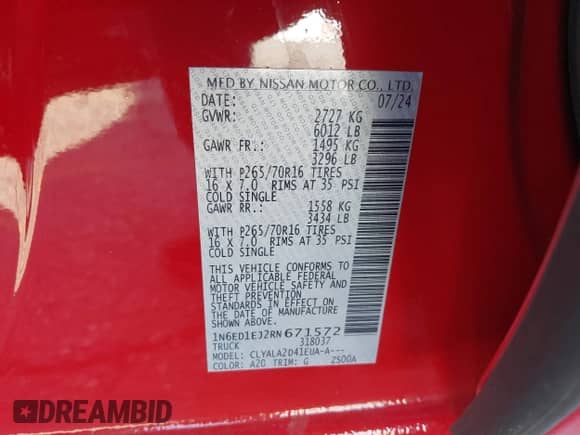 MFD BY NISSAN MOTOR CO., LTD.
DATE: 07/24
GVWR: 2727 KG
6012 LB
GAWR FR.: 1495 KG
3296 LB
WITH P265/70R16 TIRES
16 X 7.0 RIMS AT 35 PSI
COLD SINGLE
GAWR RR.: 1558 KG
3434 LB
WITH P265/70R16 TIRES
16 X 7.0 RIMS AT 35 PSI
COLD SINGLE
THIS VEHICLE CONFORMS TO
ALL APPLICABLE FEDERAL
MOTOR VEHICLE SAFETY AND
THEFT PREVENTION
STANDARDS IN EFFECT ON
THE DATE OF MANUFACTURE
SHOWN ABOVE.
1N6ED1EJ2RN671572
TRUCK 318037
MODEL: CLYALA2D41EUA-A---
COLOR: A20 TRIM: G Z500A
DREAMBID